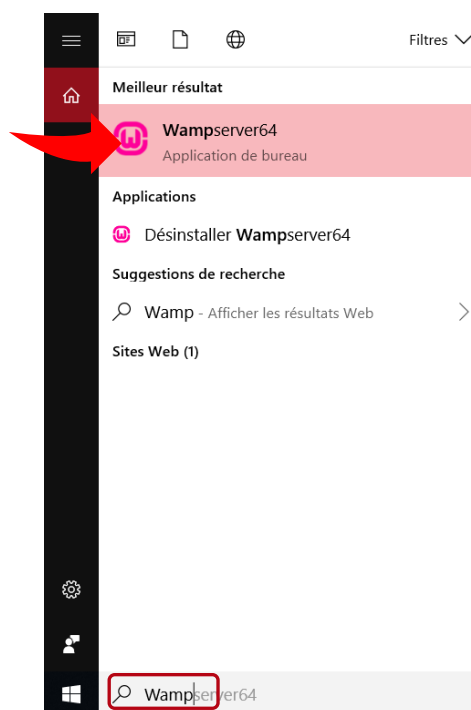 Filtres
Meilleur résultat
Wampserver64
Application de bureau
Applications
Désinstaller Wampserver64
Suggestions de recherche
Wamp - Afficher les résultats Web
Sites Web (1)
Wampserver64